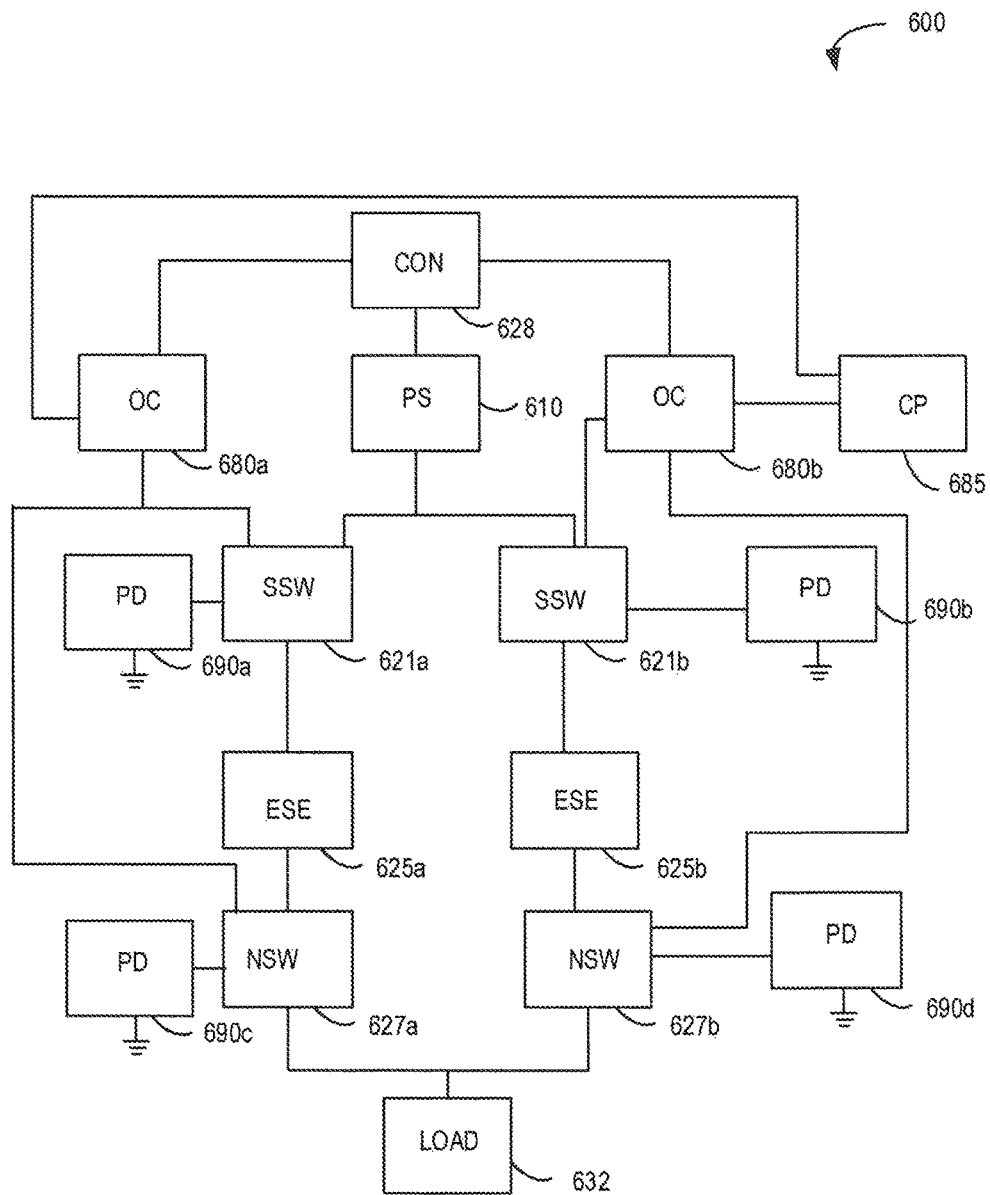 600
CON
628
OC
680a
PS
610
OC
680b
CP
685
PD
690a
SSW
621a
SSW
621b
PD
690b
ESE
625a
ESE
625b
PD
690c
NSW
627a
NSW
627b
PD
690d
LOAD
632